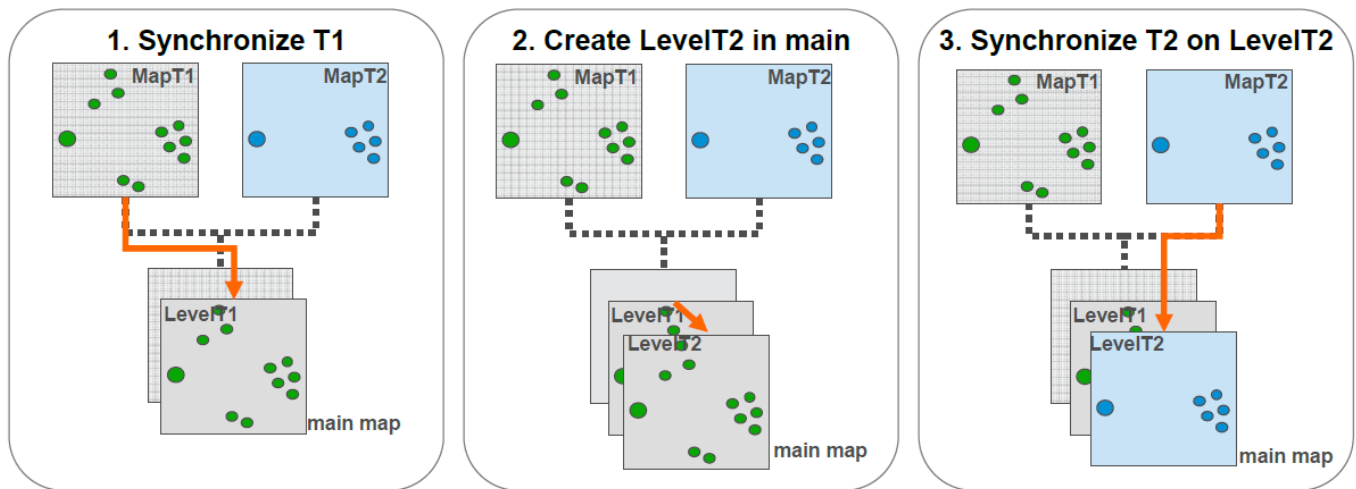 1. Synchronize T1
MapT1
MapT2
LevelT1
main map
2. Create LevelT2 in main
MapT1
MapT2
LevelT1
LevelT2
main map
3. Synchronize T2 on LevelT2
MapT1
MapT2
LevelT1
LevelT2
main map